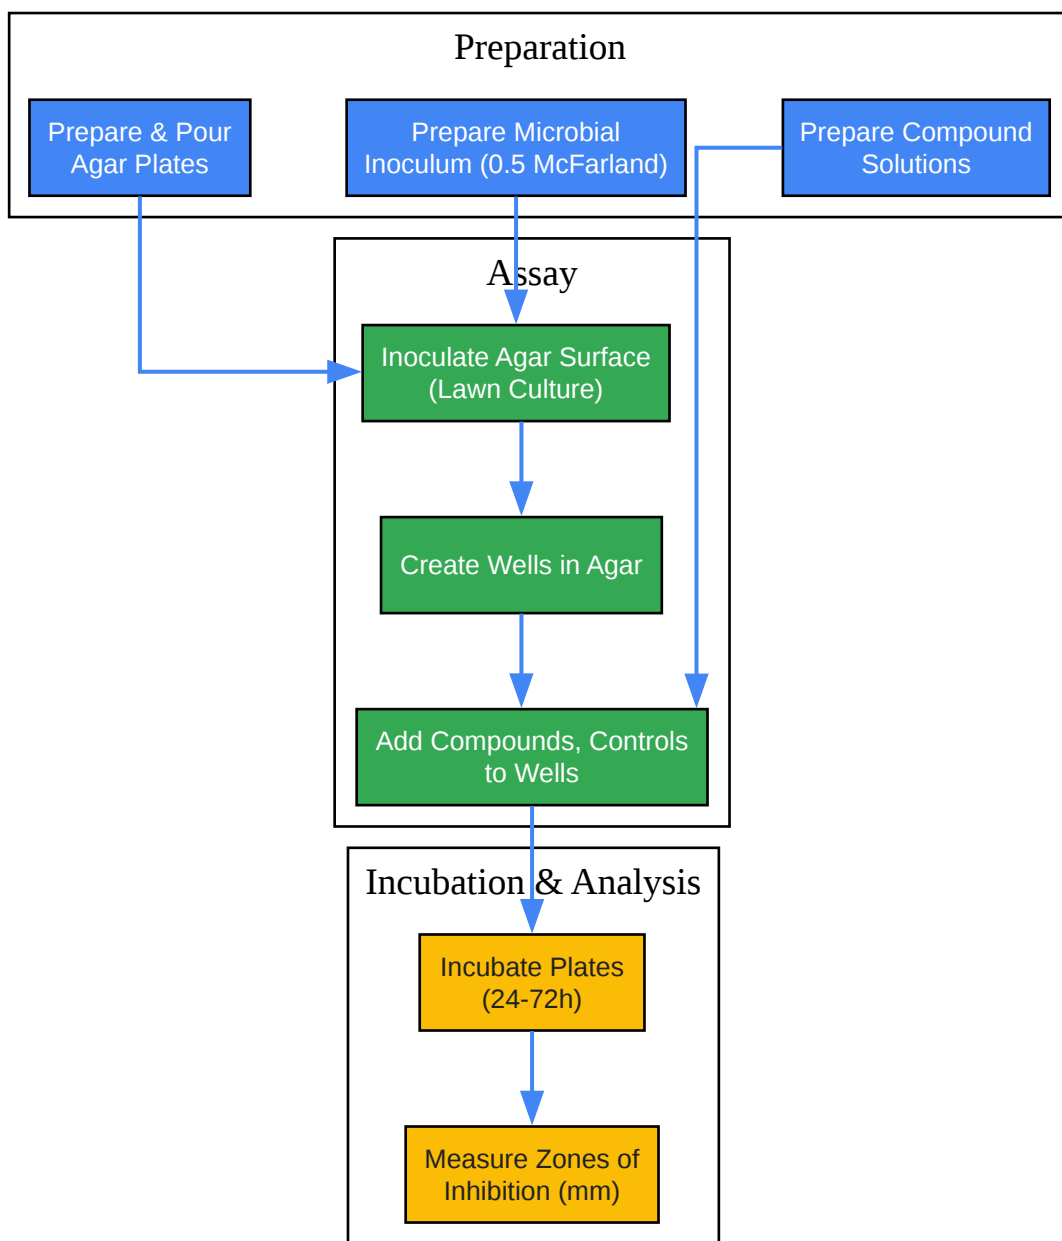 Preparation
Prepare & Pour
Agar Plates
Prepare Microbial
Inoculum (0.5 McFarland)
Prepare Compound
Solutions
Assay
Inoculate Agar Surface
(Lawn Culture)
Create Wells in Agar
Add Compounds, Controls
to Wells
Incubation & Analysis
Incubate Plates
(24-72h)
Measure Zones of
Inhibition (mm)